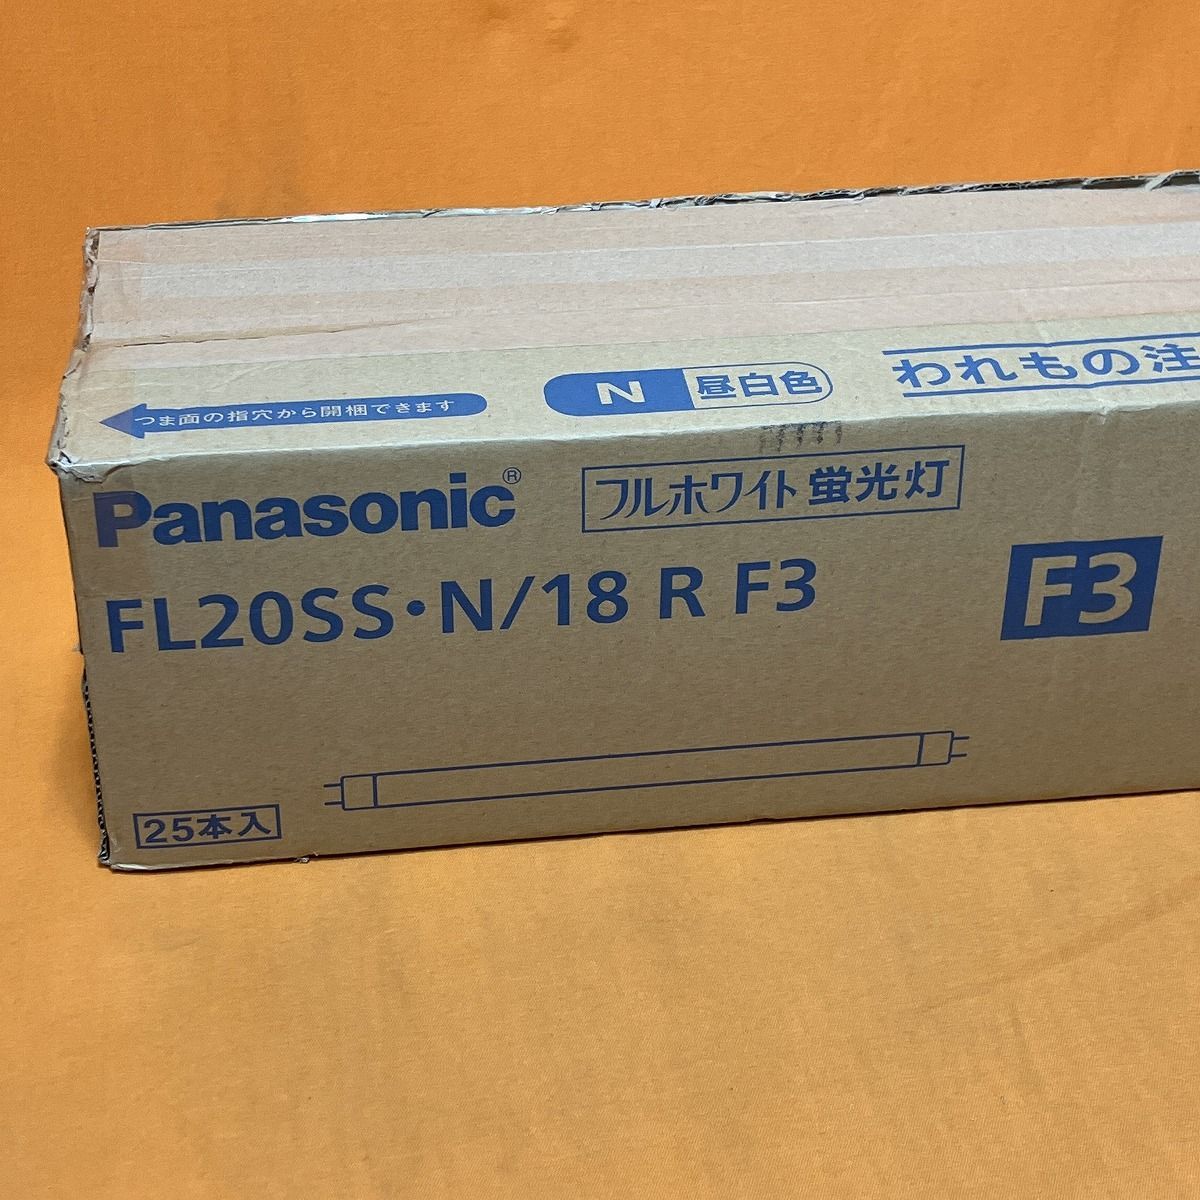 つま面の指穴から開梱できます
N 昼白色
われもの注
Panasonic®
フルホワイト蛍光灯
FL20SS・N/18 R F3
F3
25本入